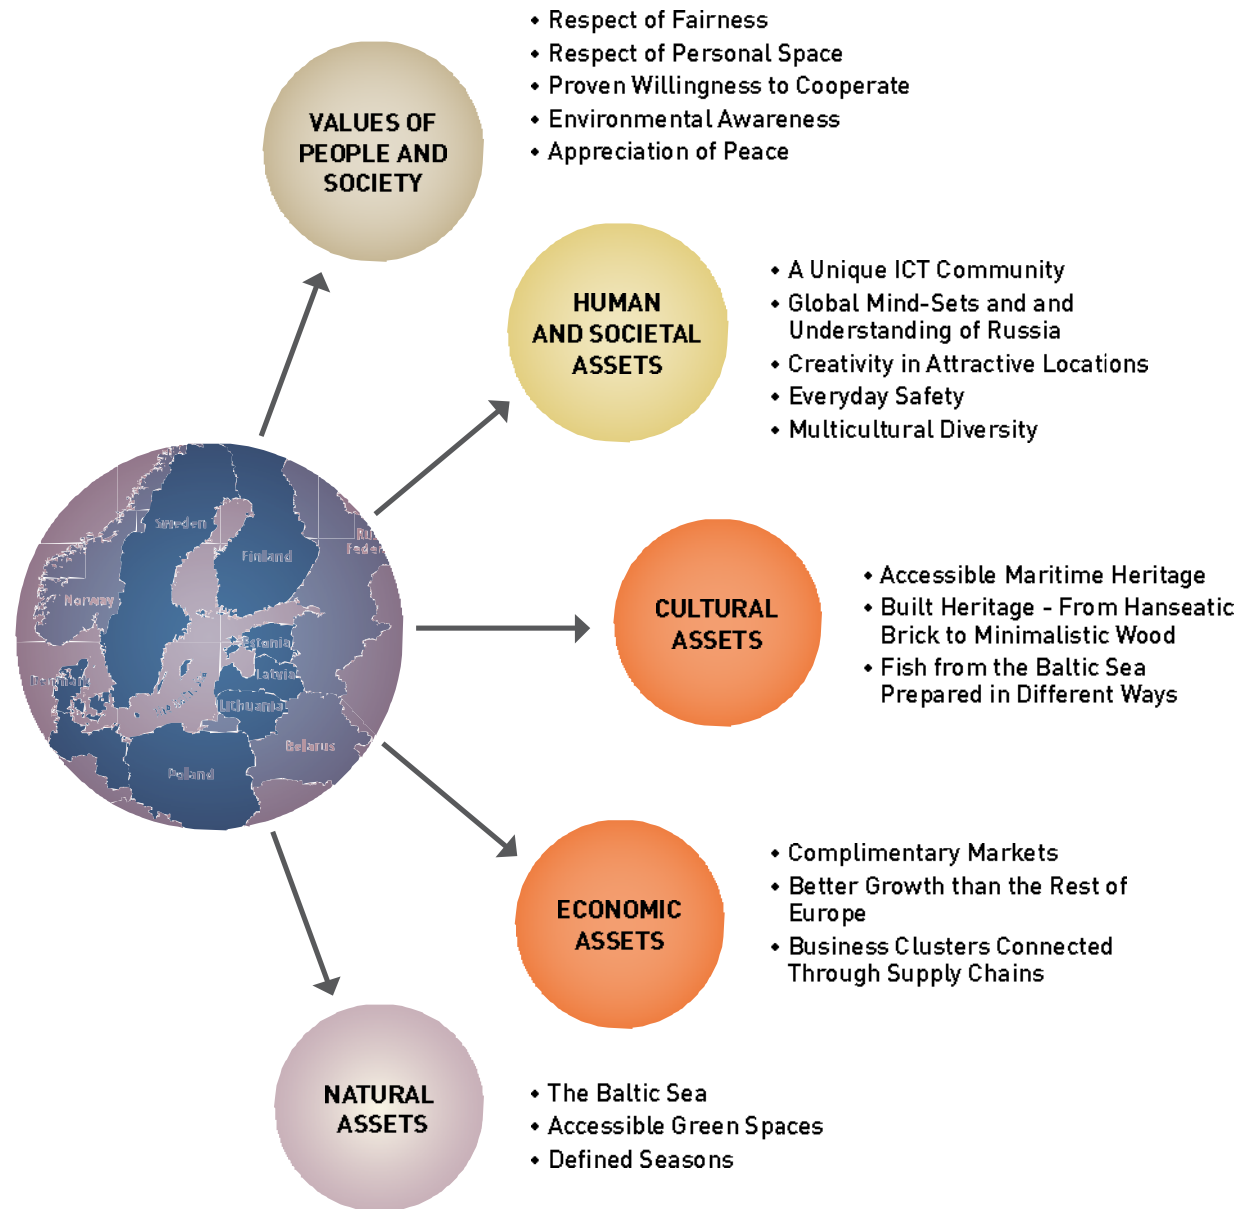 • Respect of Fairness
• Respect of Personal Space
• Proven Willingness to Cooperate
• Environmental Awareness
• Appreciation of Peace
VALUES OF
PEOPLE AND
SOCIETY
HUMAN
AND SOCIETAL
ASSETS
• A Unique ICT Community
• Global Mind-Sets and and
Understanding of Russia
• Creativity in Attractive Locations
• Everyday Safety
• Multicultural Diversity
Sweden
Finland
Norway
Estonia
Latvia
Denmark
Lithuania
Belarus
Poland
CULTURAL
ASSETS
• Accessible Maritime Heritage
• Built Heritage - From Hanseatic
Brick to Minimalistic Wood
• Fish from the Baltic Sea
Prepared in Different Ways
ECONOMIC
ASSETS
• Complimentary Markets
• Better Growth than the Rest of
Europe
• Business Clusters Connected
Through Supply Chains
NATURAL
ASSETS
• The Baltic Sea
• Accessible Green Spaces
• Defined Seasons